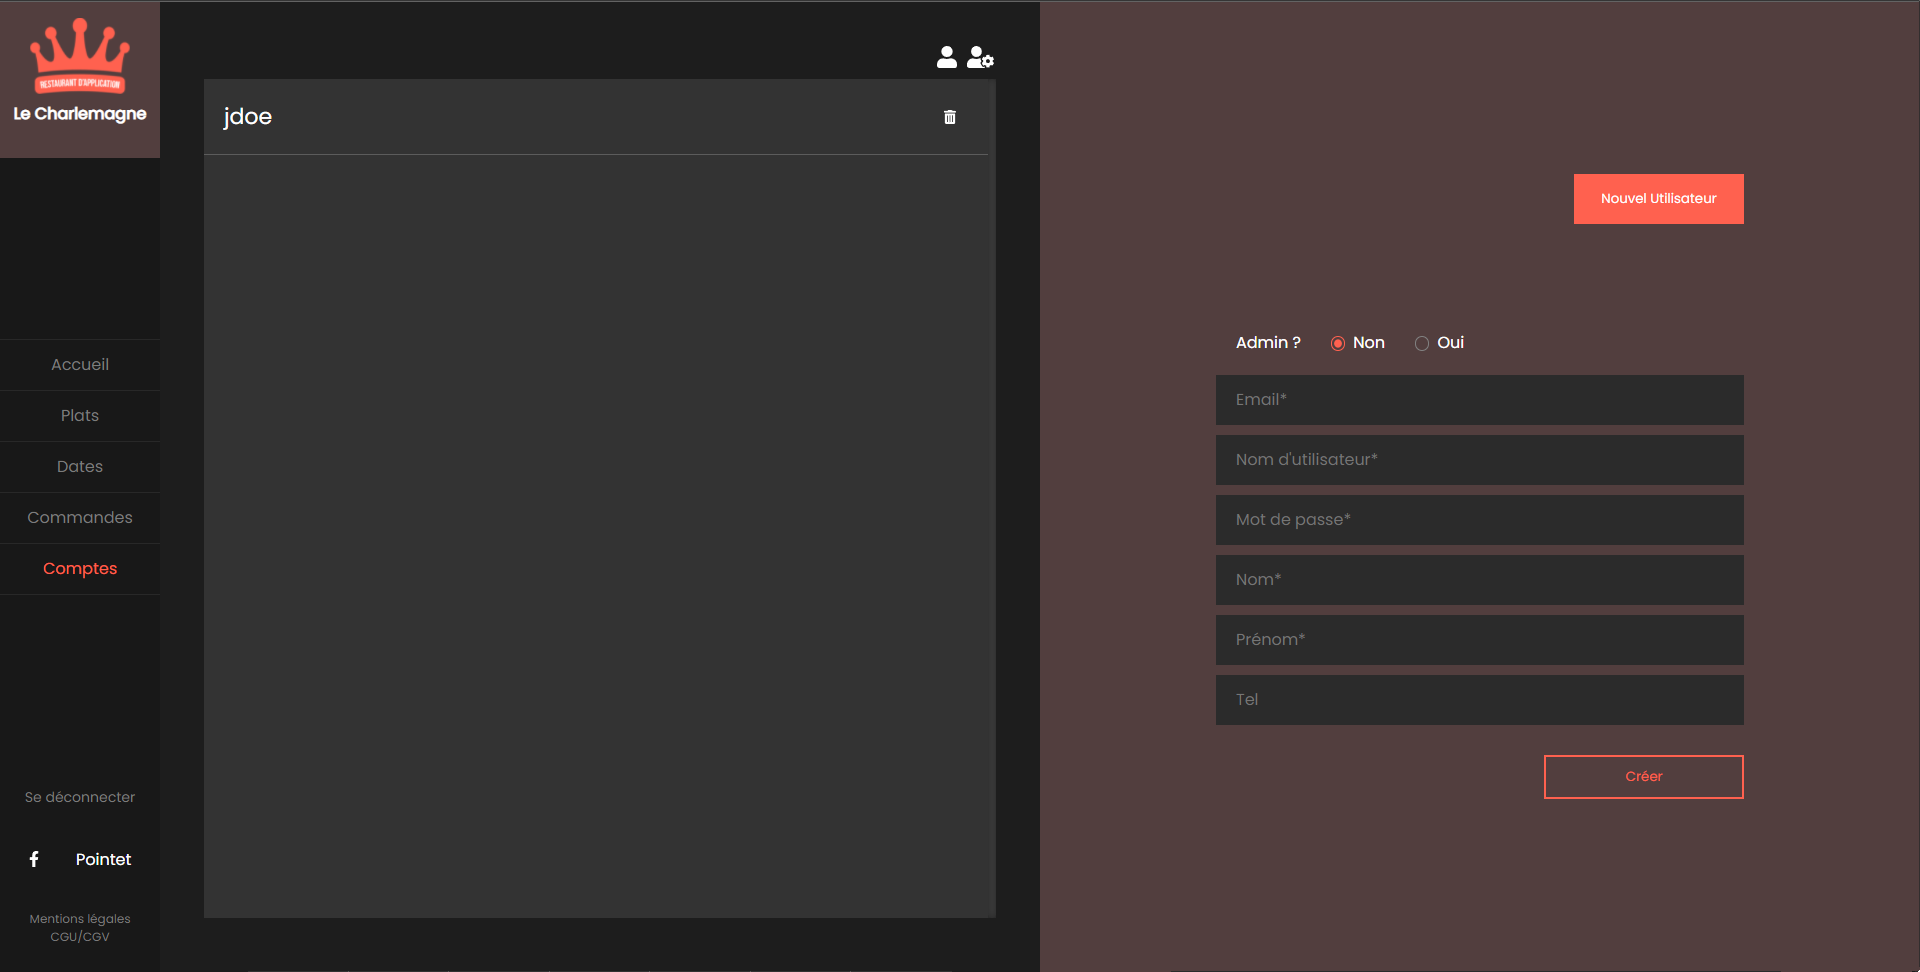 RESTAURANT D'APPLICATION
Le Charlemagne
Accueil
Plats
Dates
Commandes
Comptes
Se déconnecter
Pointet
Mentions légales
CGU/CGV
jdoe
Nouvel Utilisateur
Admin ? Non Oui
Email*
Nom d'utilisateur*
Mot de passe*
Nom*
Prénom*
Tel
Créer